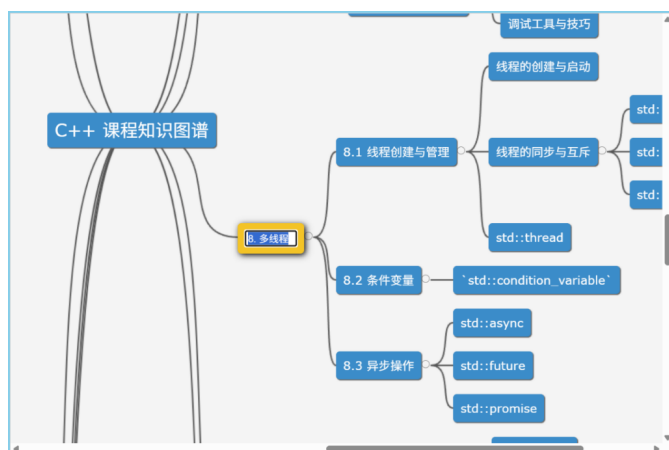 调试工具与技巧
线程的创建与启动
C++ 课程知识图谱
std:
8.1 线程创建与管理
线程的同步与互斥
std:
std:
8. 多线程
std::thread
8.2 条件变量
`std::condition_variable`
std::async
8.3 异步操作
std::future
std::promise